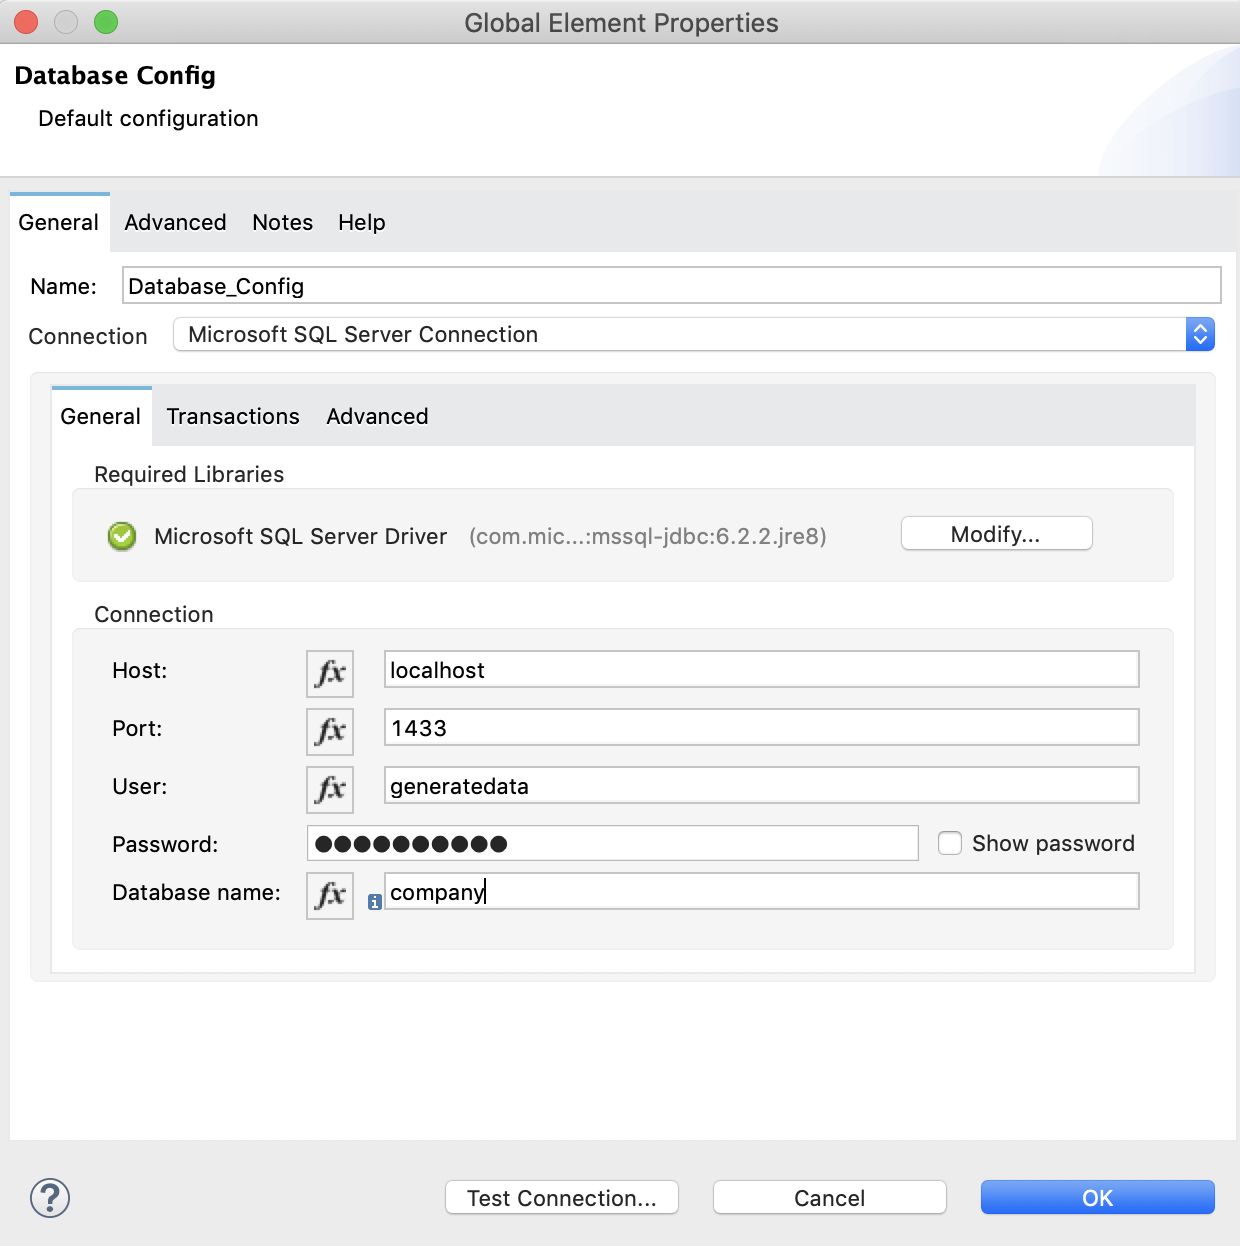 Global Element Properties
Database Config
Default configuration
General Advanced Notes Help
Name: Database_Config
Connection Microsoft SQL Server Connection
General Transactions Advanced
Required Libraries
Microsoft SQL Server Driver (com.mic...:mssql-jdbc:6.2.2.jre8) Modify...
Connection
Host: fx localhost
Port: fx 1433
User: fx generatedata
Password: ●●●●●●●●●● Show password
Database name: fx i company
? Test Connection... Cancel OK